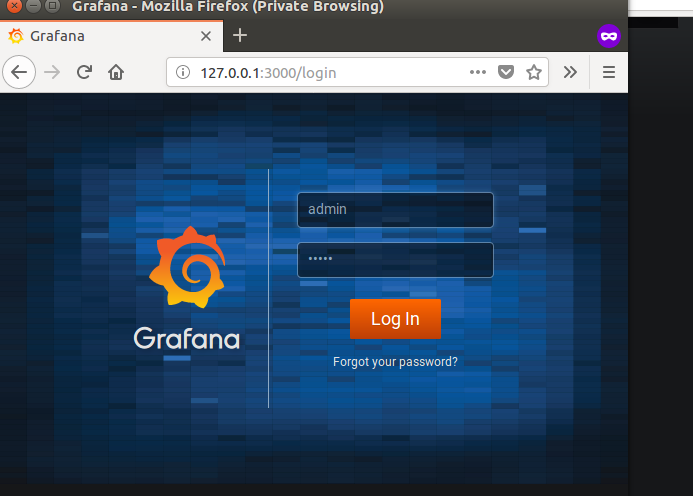 Grafana - Mozilla Firefox (Private Browsing)
Grafana
127.0.0.1:3000/login
admin
•••••
Grafana
Log In
Forgot your password?